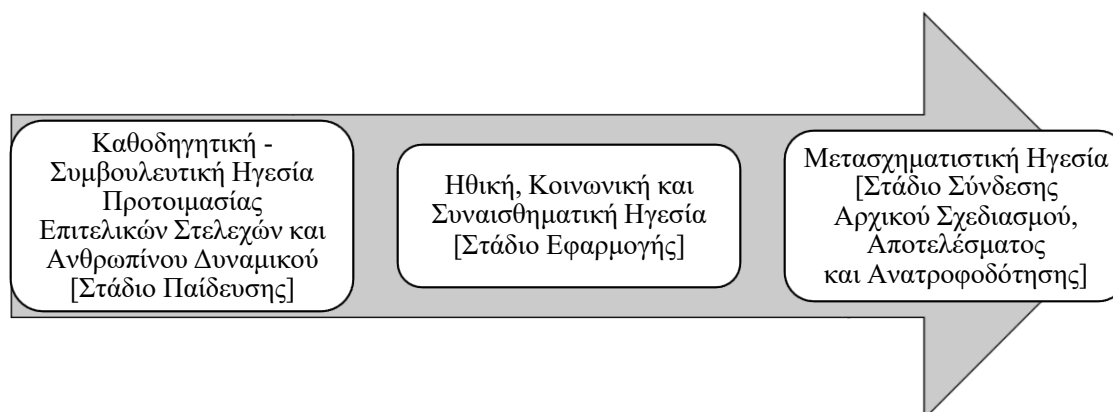 Καθοδηγητική -
Συμβουλευτική Ηγεσία
Προτοιμασίας
Επιτελικών Στελεχών και
Ανθρωπίνου Δυναμικού
[Στάδιο Παίδευσης]
Ηθική, Κοινωνική και
Συναισθηματική Ηγεσία
[Στάδιο Εφαρμογής]
Μετασχηματιστική Ηγεσία
[Στάδιο Σύνδεσης
Αρχικού Σχεδιασμού,
Αποτελέσματος
και Ανατροφοδότησης]